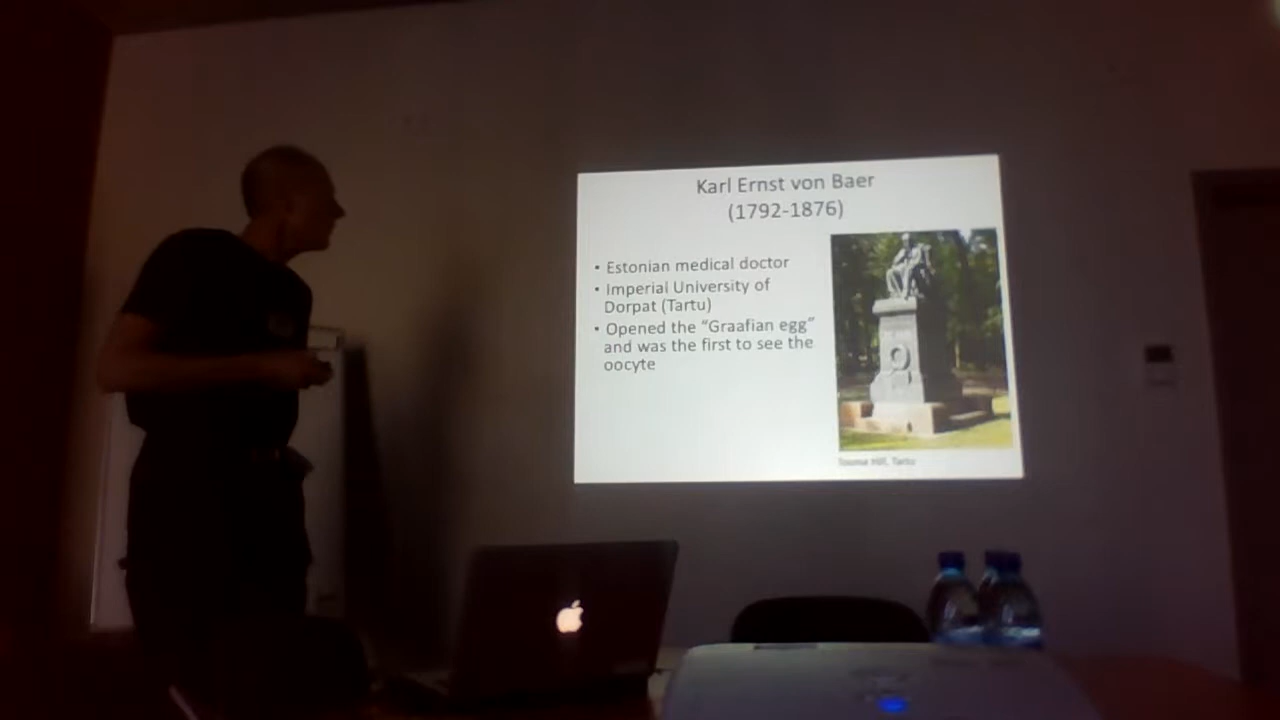 Karl Ernst von Baer
(1792-1876)
• Estonian medical doctor
• Imperial University of
Dorpat (Tartu)
• Opened the “Graafian egg”
and was the first to see the
oocyte
Toome Hill, Tartu